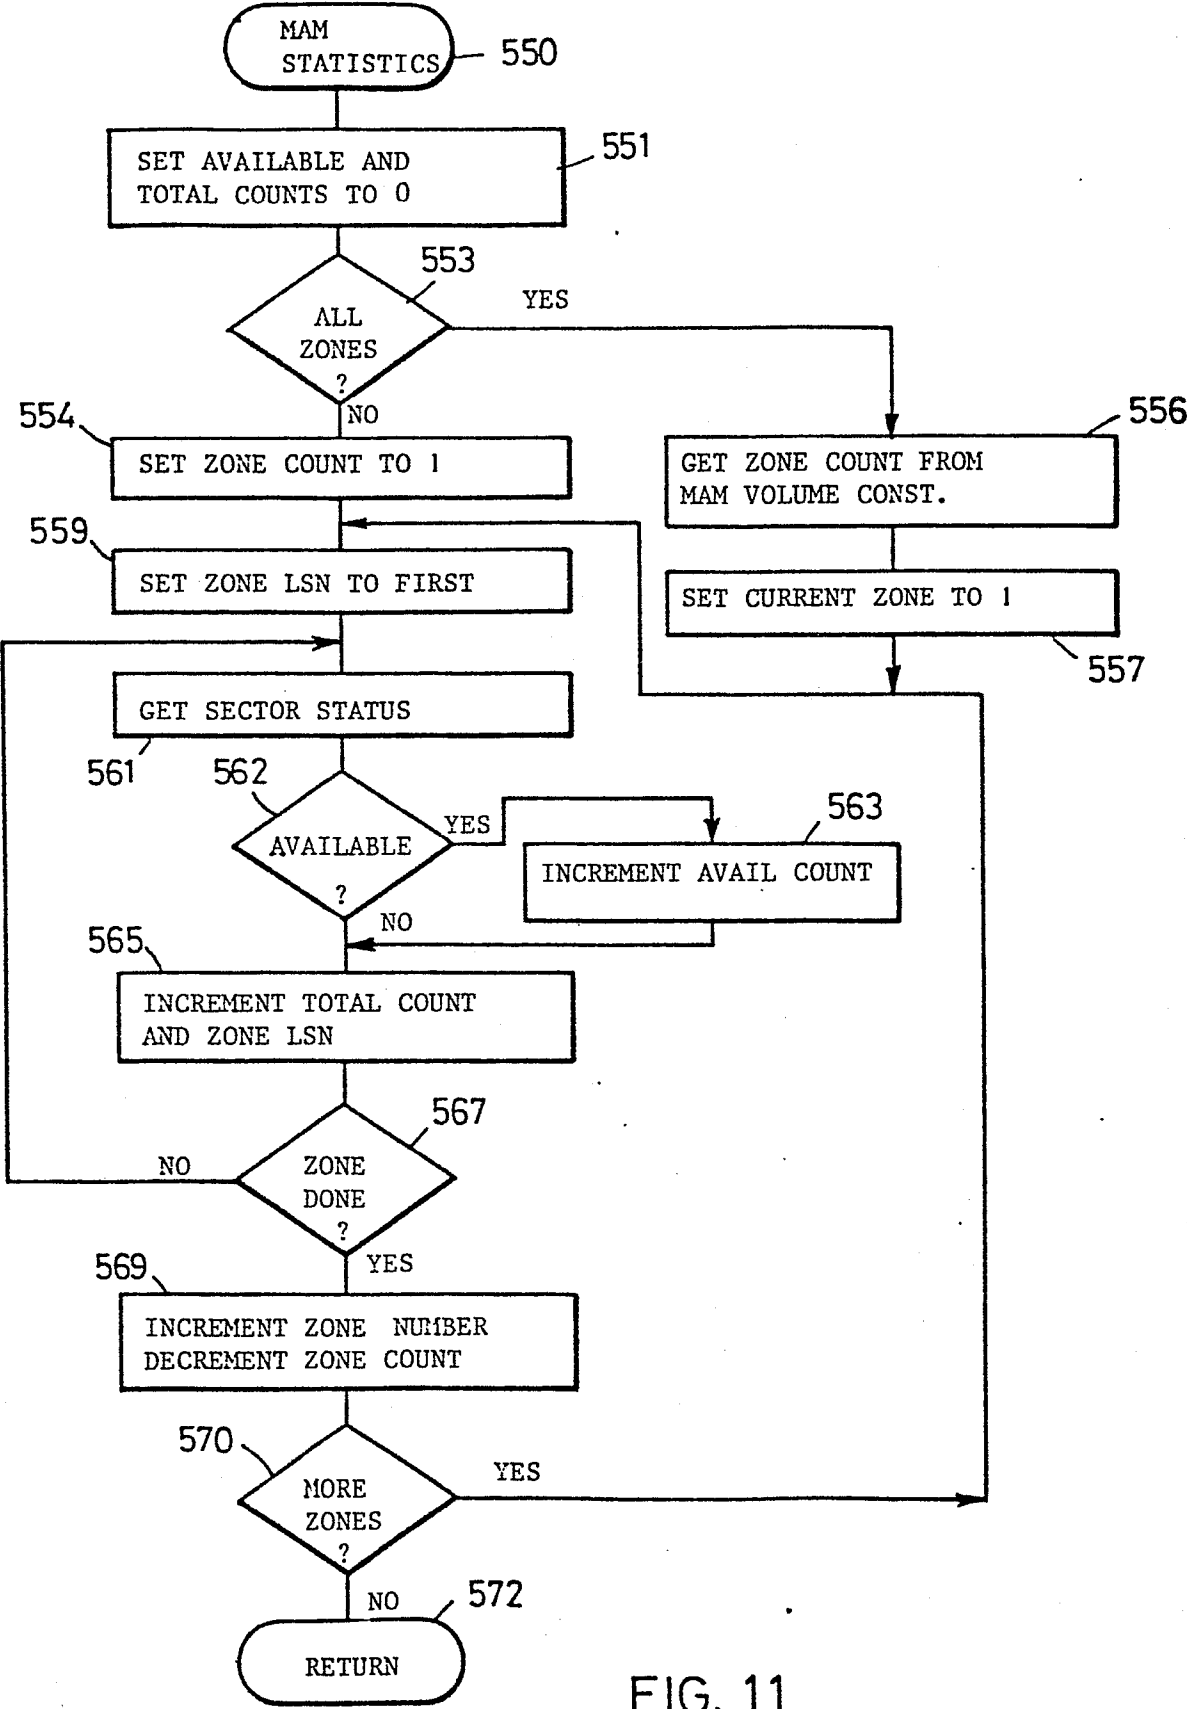 MAM
STATISTICS
550
SET AVAILABLE AND
TOTAL COUNTS TO 0
551
553
ALL
ZONES
?
YES
NO
554
SET ZONE COUNT TO 1
556
GET ZONE COUNT FROM
MAM VOLUME CONST.
559
SET ZONE LSN TO FIRST
SET CURRENT ZONE TO 1
557
GET SECTOR STATUS
561
562
AVAILABLE
?
YES
563
INCREMENT AVAIL COUNT
NO
565
INCREMENT TOTAL COUNT
AND ZONE LSN
567
ZONE
DONE
?
NO
YES
569
INCREMENT ZONE NUMBER
DECREMENT ZONE COUNT
570
MORE
ZONES
?
YES
NO
572
RETURN
FIG. 11